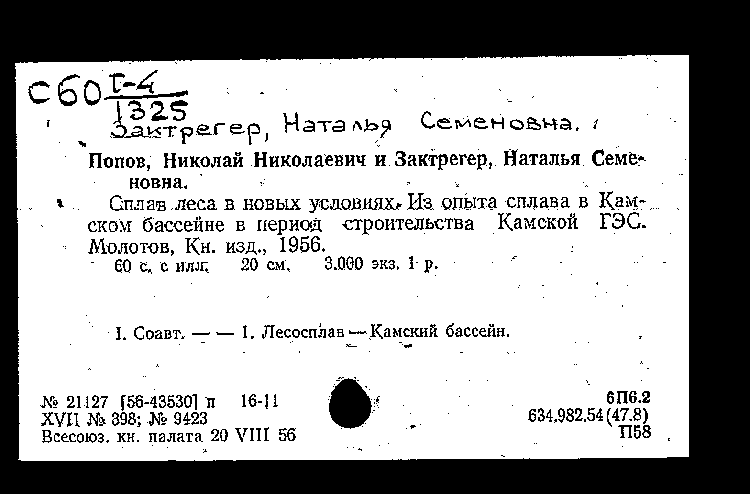 С60 I-4
1325
Зактрегер, Наталья Семеновна.
Попов, Николай Николаевич и Зактрегер, Наталья Семе-
новна.
Сплав леса в новых условиях. Из опыта сплава в Кам-
ском бассейне в период строительства Камской ГЭС.
Молотов, Кн. изд., 1956.
60 с. с илл. 20 см. 3.000 экз. 1 р.
I. Соавт. — — 1. Лесосплав — Камский бассейн.
№ 21127 [56-43530] п 16-11 6П6.2
XVII № 398; № 9423 634.982.54(47.8)
Всесоюз. кн. палата 20 VIII 56 П58